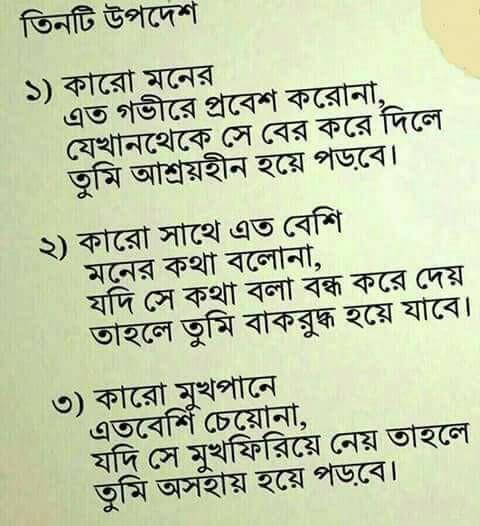 তিনটি উপদেশ
১) কারো মনের
এত গভীরে প্রবেশ করোনা,
যেখানথেকে সে বের করে দিলে
তুমি আশ্রয়হীন হয়ে পড়বে।
২) কারো সাথে এত বেশি
মনের কথা বলোনা,
যদি সে কথা বলা বন্ধ করে দেয়
তাহলে তুমি বাকরুদ্ধ হয়ে যাবে।
৩) কারো মুখপানে
এতবেশি চেয়োনা,
যদি সে মুখফিরিয়ে নেয় তাহলে
তুমি অসহায় হয়ে পড়বে।